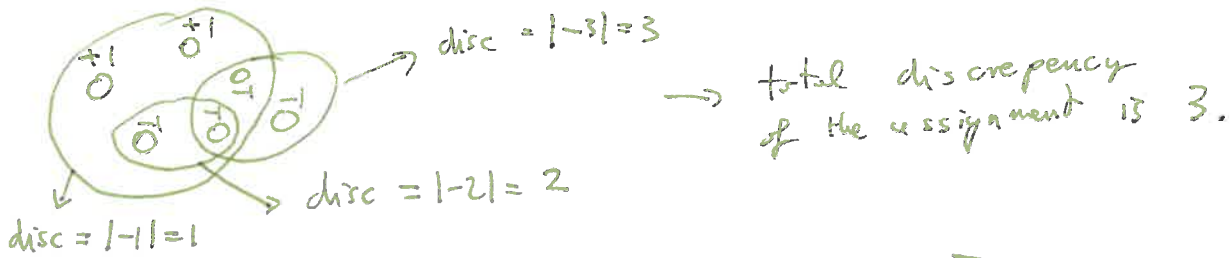 +1 +1
disc = |-3| = 3
-1
-1 -1 -1
→ total discrepency
of the assignment is 3.
disc = |-2| = 2
disc = |-1| = 1